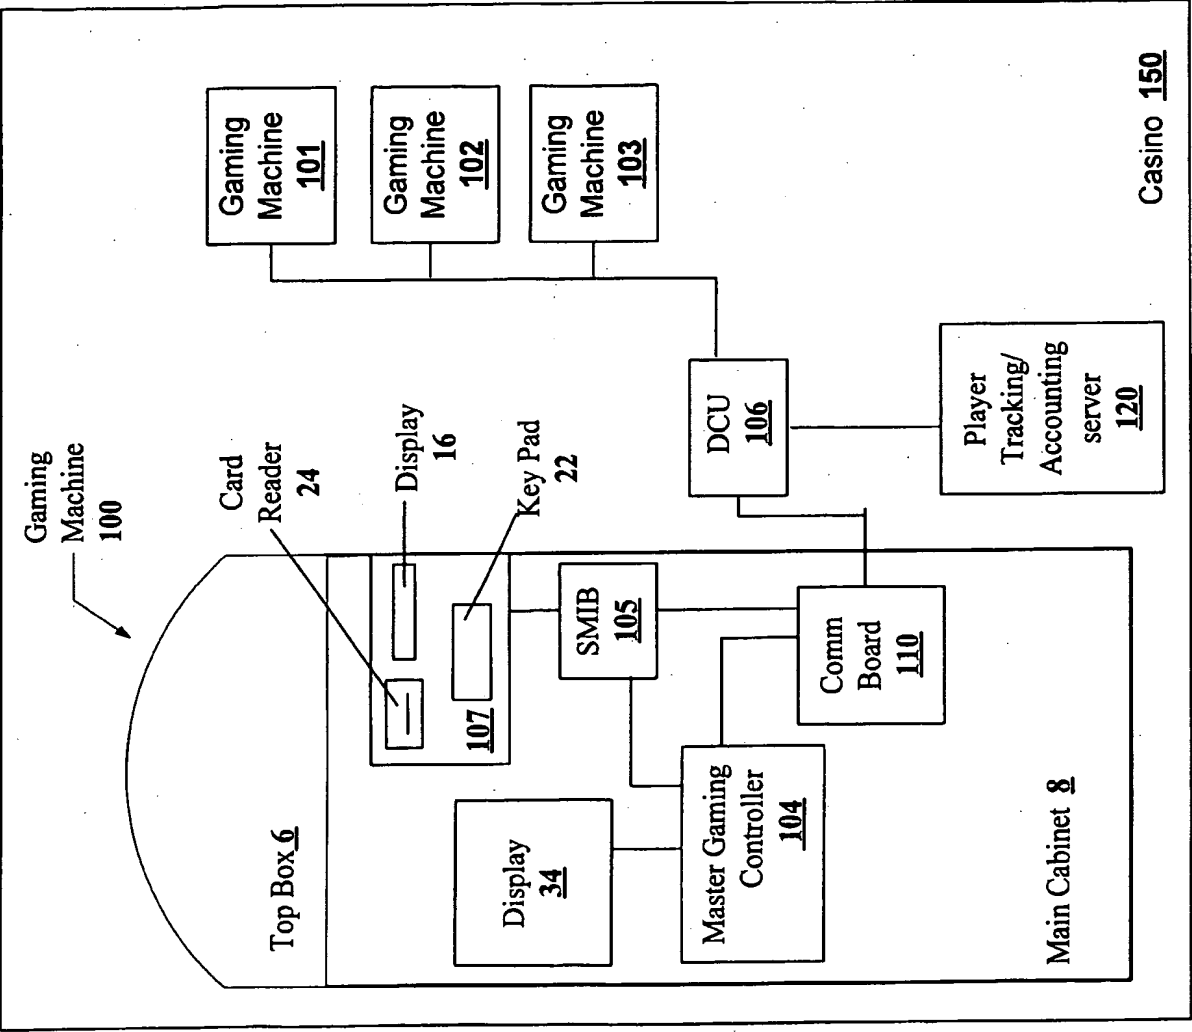 Gaming
Machine
100
Card
Reader
24
Display
16
Key Pad
22
Gaming
Machine
101
Gaming
Machine
102
Gaming
Machine
103
Top Box 6
107
SMIB
105
DCU
106
Display
34
Master Gaming
Controller
104
Comm
Board
110
Player
Tracking/
Accounting
server
120
Main Cabinet 8
Casino 150